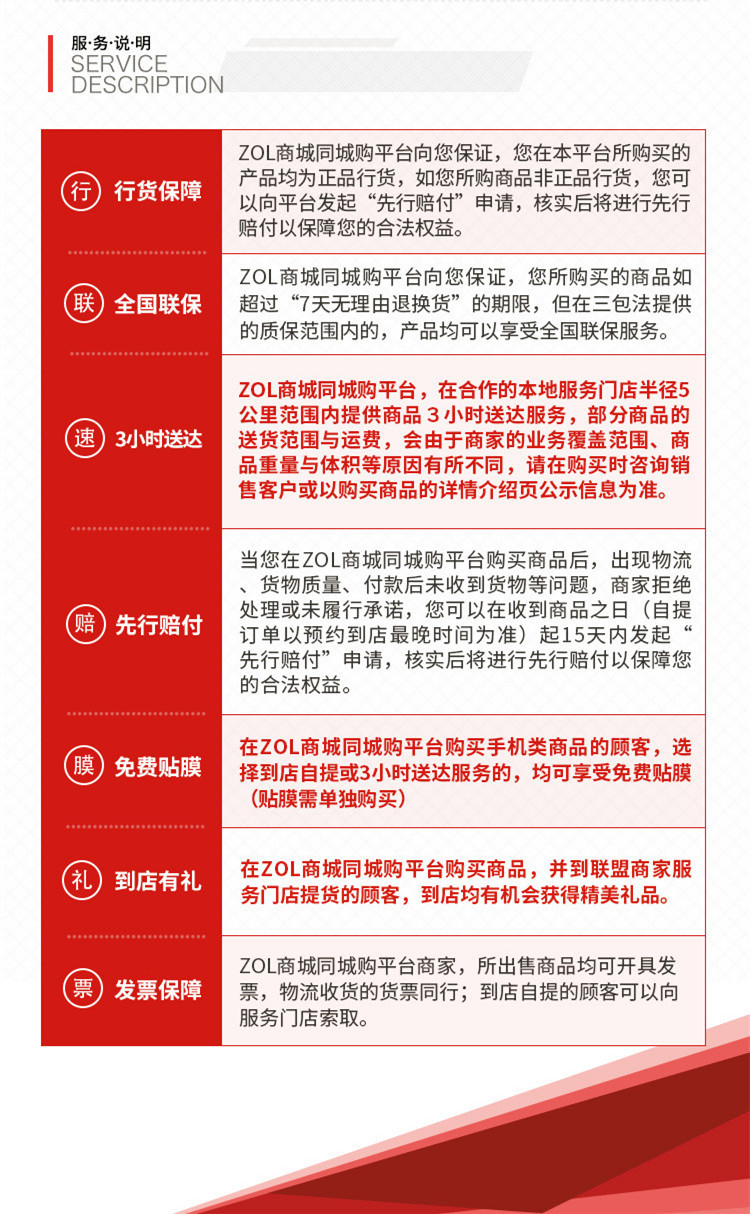 服·务·说·明
SERVICE
DESCRIPTION
行 行货保障
ZOL商城同城购平台向您保证，您在本平台所购买的
产品均为正品行货，如您所购商品非正品行货，您可
以向平台发起“先行赔付”申请，核实后将进行先行
赔付以保障您的合法权益。
联 全国联保
ZOL商城同城购平台向您保证，您所购买的商品如
超过“7天无理由退换货”的期限，但在三包法提供
的质保范围内的，产品均可以享受全国联保服务。
速 3小时送达
ZOL商城同城购平台，在合作的本地服务门店半径5
公里范围内提供商品３小时送达服务，部分商品的
送货范围与运费，会由于商家的业务覆盖范围、商
品重量与体积等原因有所不同，请在购买时咨询销
售客户或以购买商品的详情介绍页公示信息为准。
赔 先行赔付
当您在ZOL商城同城购平台购买商品后，出现物流
、货物质量、付款后未收到货物等问题，商家拒绝
处理或未履行承诺，您可以在收到商品之日（自提
订单以预约到店最晚时间为准）起15天内发起“
先行赔付”申请，核实后将进行先行赔付以保障您
的合法权益。
膜 免费贴膜
在ZOL商城同城购平台购买手机类商品的顾客，选
择到店自提或3小时送达服务的，均可享受免费贴膜
（贴膜需单独购买）
礼 到店有礼
在ZOL商城同城购平台购买商品，并到联盟商家服
务门店提货的顾客，到店均有机会获得精美礼品。
票 发票保障
ZOL商城同城购平台商家，所出售商品均可开具发
票，物流收货的货票同行；到店自提的顾客可以向
服务门店索取。